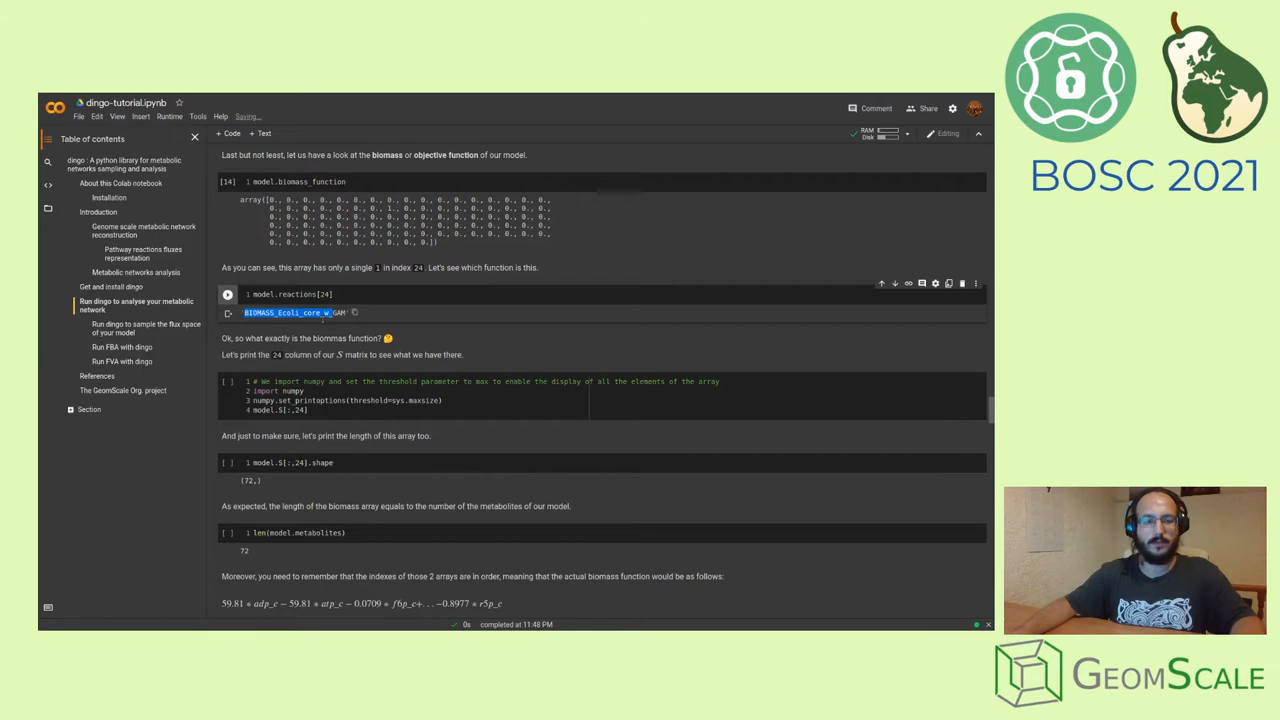 BOSC 2021
dingo-tutorial.ipynb
File Edit View Insert Runtime Tools Help Saving...
Comment Share
Table of contents
+ Code + Text
RAM
Disk
Editing
dingo : A python library for metabolic
networks sampling and analysis
About this Colab notebook
Installation
Introduction
Genome scale metabolic network
reconstruction
Pathway reactions fluxes
representation
Metabolic networks analysis
Get and install dingo
Run dingo to analyse your metabolic
network
Run dingo to sample the flux space
of your model
Run FBA with dingo
Run FVA with dingo
References
The GeomScale Org. project
Section
Last but not least, let us have a look at the biomass or objective function of our model.
[14] 1 model.biomass_function
array([0., 0., 0., 0., 0., 0., 0., 0., 0., 0., 0., 0., 0., 0., 0., 0., 0.,
0., 0., 0., 0., 0., 0., 0., 1., 0., 0., 0., 0., 0., 0., 0., 0., 0.,
0., 0., 0., 0., 0., 0., 0., 0., 0., 0., 0., 0., 0., 0., 0., 0., 0.,
0., 0., 0., 0., 0., 0., 0., 0., 0., 0., 0., 0., 0., 0., 0., 0., 0.,
0., 0., 0., 0., 0., 0., 0., 0., 0., 0., 0., 0., 0., 0., 0., 0., 0.,
0., 0., 0., 0., 0., 0., 0., 0., 0., 0.])
As you can see, this array has only a single 1 in index 24. Let's see which function is this.
1 model.reactions[24]
'BIOMASS_Ecoli_core_w_GAM'
Ok, so what exactly is the biommas function? 🤔
Let's print the 24 column of our S matrix to see what we have there.
[ ] 1 # We import numpy and set the threshold parameter to max to enable the display of all the elements of the array
2 import numpy
3 numpy.set_printoptions(threshold=sys.maxsize)
4 model.S[:,24]
And just to make sure, let's print the length of this array too.
[ ] 1 model.S[:,24].shape
(72,)
As expected, the length of the biomass array equals to the number of the metabolites of our model.
[ ] 1 len(model.metabolites)
72
Moreover, you need to remember that the indexes of those 2 arrays are in order, meaning that the actual biomass function would be as follows:
59.81 * adp_c − 59.81 * atp_c − 0.0709 * f6p_c+. . . −0.8977 * r5p_c
0s completed at 11:48 PM
GEOMSCALE